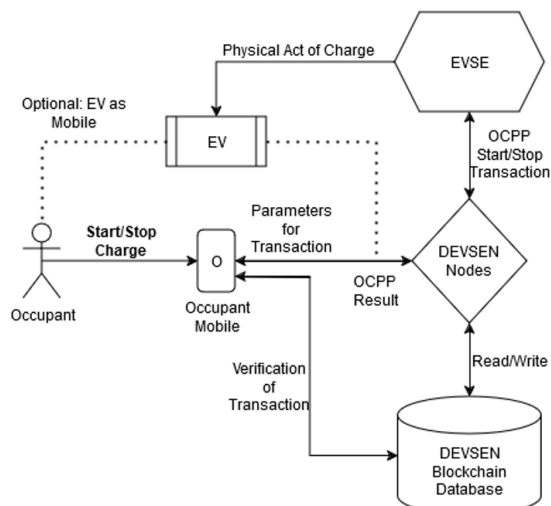 Physical Act of Charge
EVSE
Optional: EV as
Mobile
EV
OCPP
Start/Stop
Transaction
Start/Stop
Charge
Parameters
for
Transaction
O
DEVSEN
Nodes
OCPP
Result
Occupant
Occupant
Mobile
Verification
of
Transaction
Read/Write
DEVSEN
Blockchain
Database